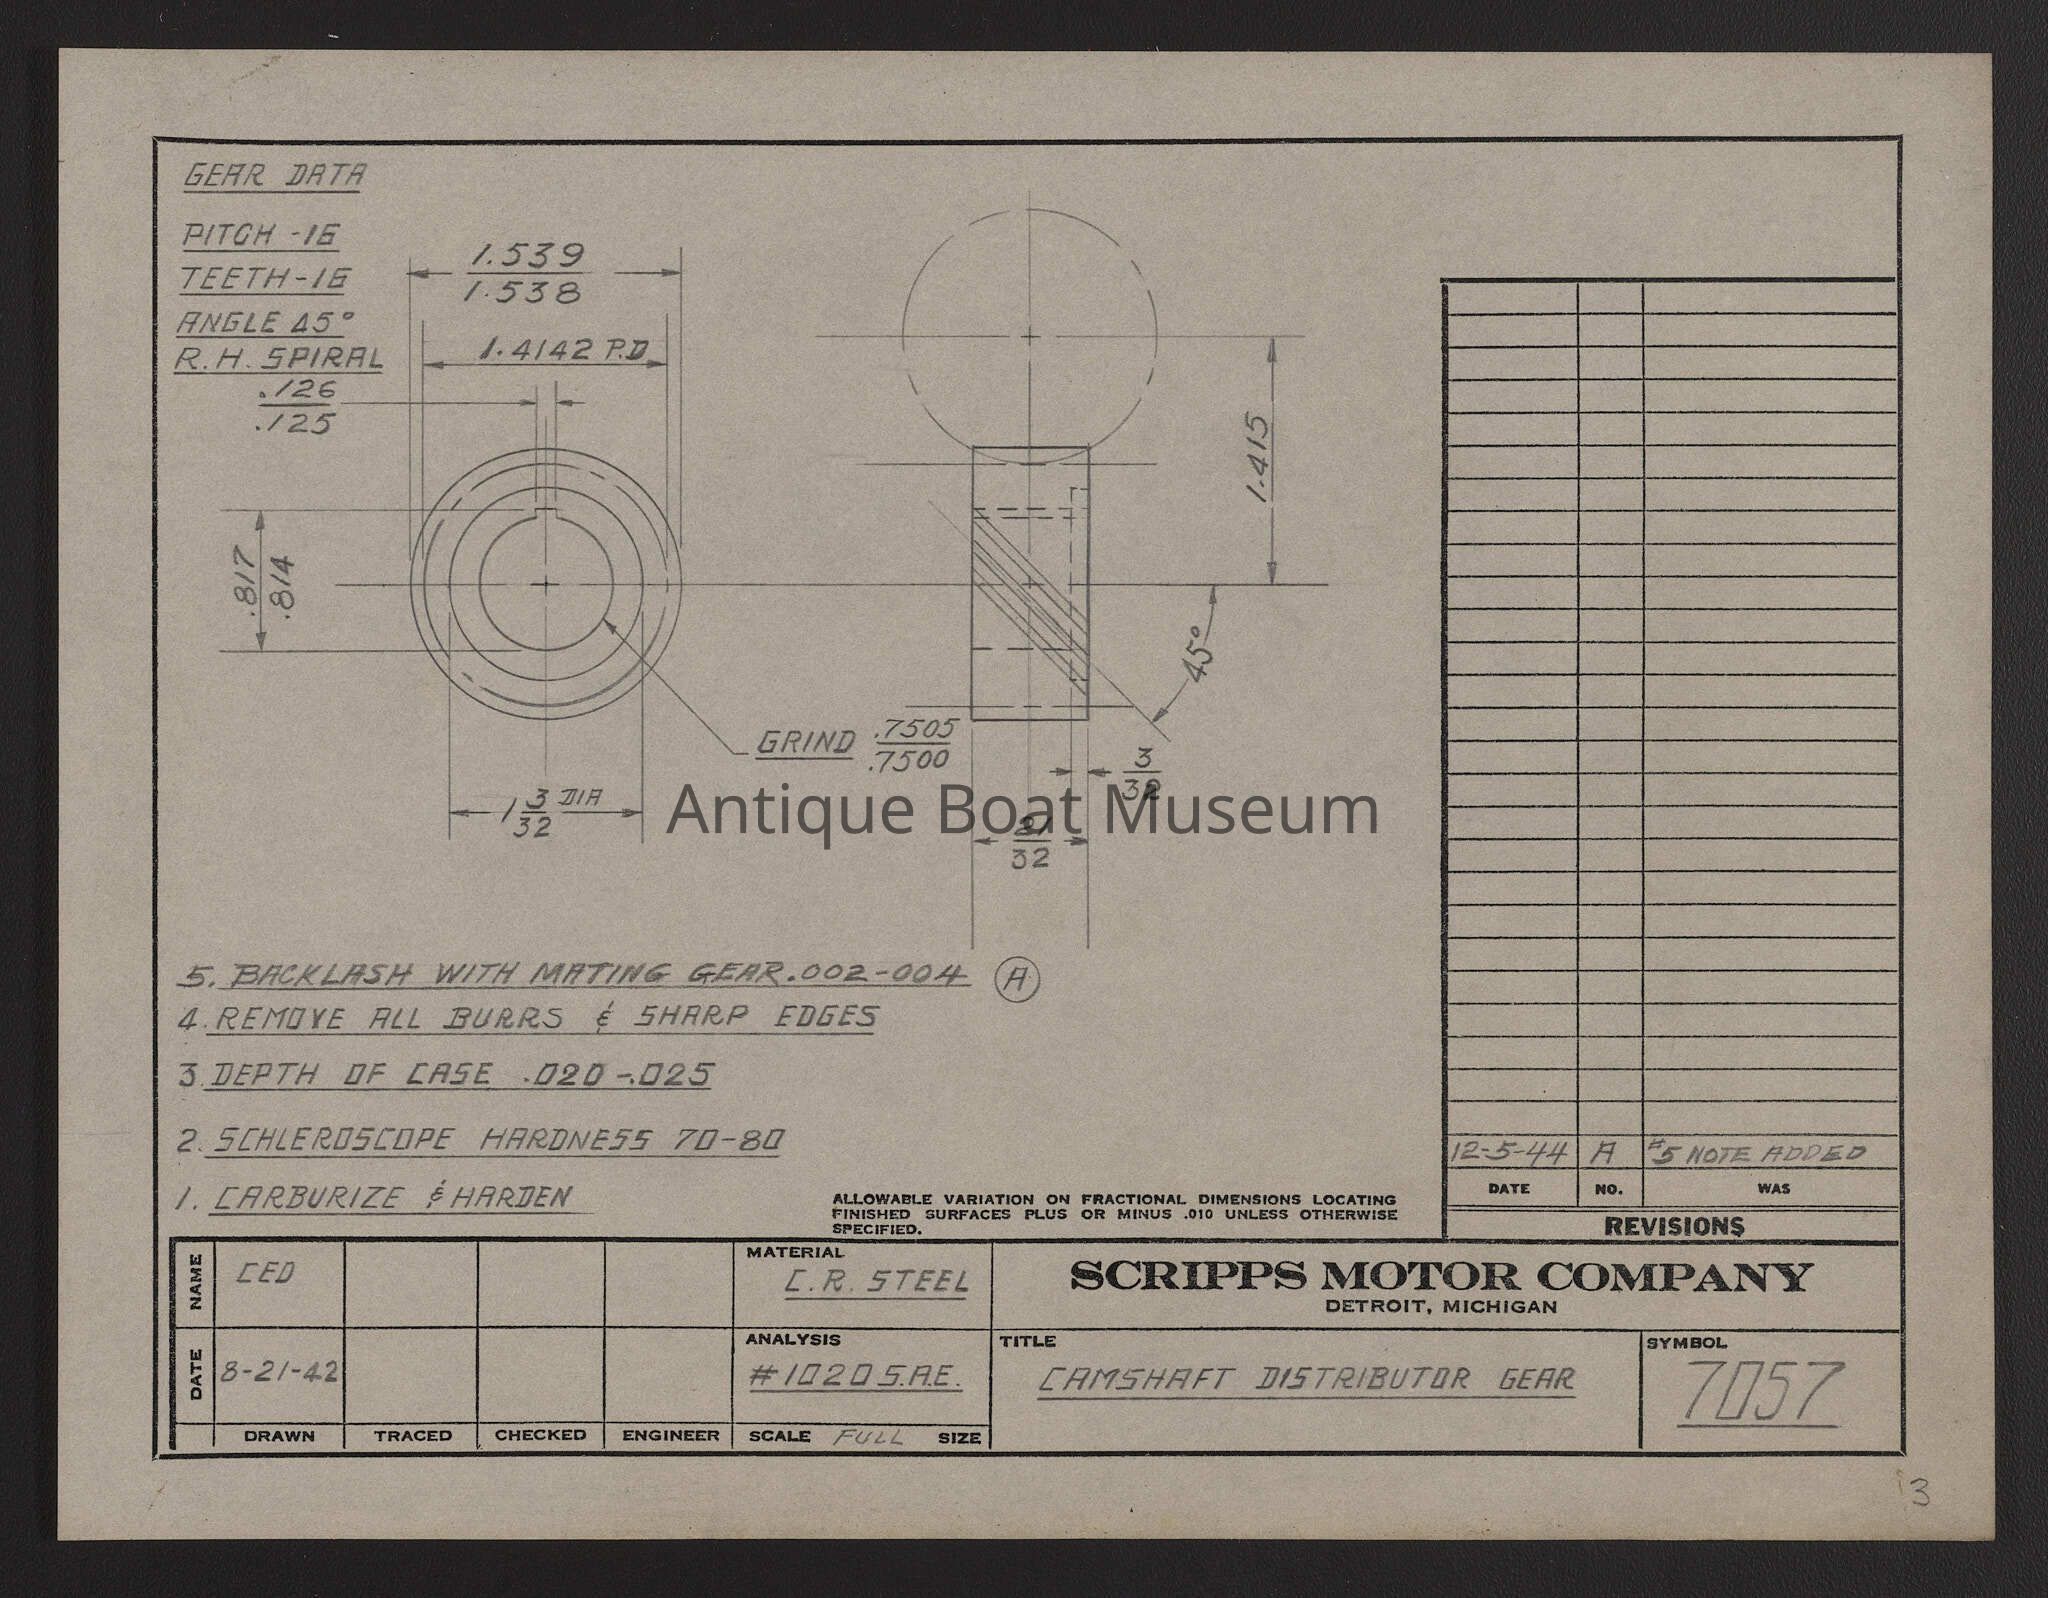 GEAR DATA
PITCH -16
TEETH-16
ANGLE 45°
R.H. SPIRAL
.126
.125
1.539
1.538
1.4142 P.D
.817
.814
1.415
45°
GRIND .7505
.7500
1 3/32 DIA
3/32
21/32
Antique Boat Museum
5. BACKLASH WITH MATING GEAR .002-004 A
4. REMOVE ALL BURRS & SHARP EDGES
3. DEPTH OF CASE .020-.025
2. SCHLEROSCOPE HARDNESS 70-80
1. CARBURIZE & HARDEN
ALLOWABLE VARIATION ON FRACTIONAL DIMENSIONS LOCATING
FINISHED SURFACES PLUS OR MINUS .010 UNLESS OTHERWISE
SPECIFIED.
12-5-44 A #5 NOTE ADDED
DATE NO. WAS
REVISIONS
NAME CED
DATE 8-21-42
DRAWN TRACED CHECKED ENGINEER
MATERIAL
C.R. STEEL
ANALYSIS
#1020 S.A.E.
SCALE FULL SIZE
SCRIPPS MOTOR COMPANY
DETROIT, MICHIGAN
TITLE
CAMSHAFT DISTRIBUTOR GEAR
SYMBOL
7057
3